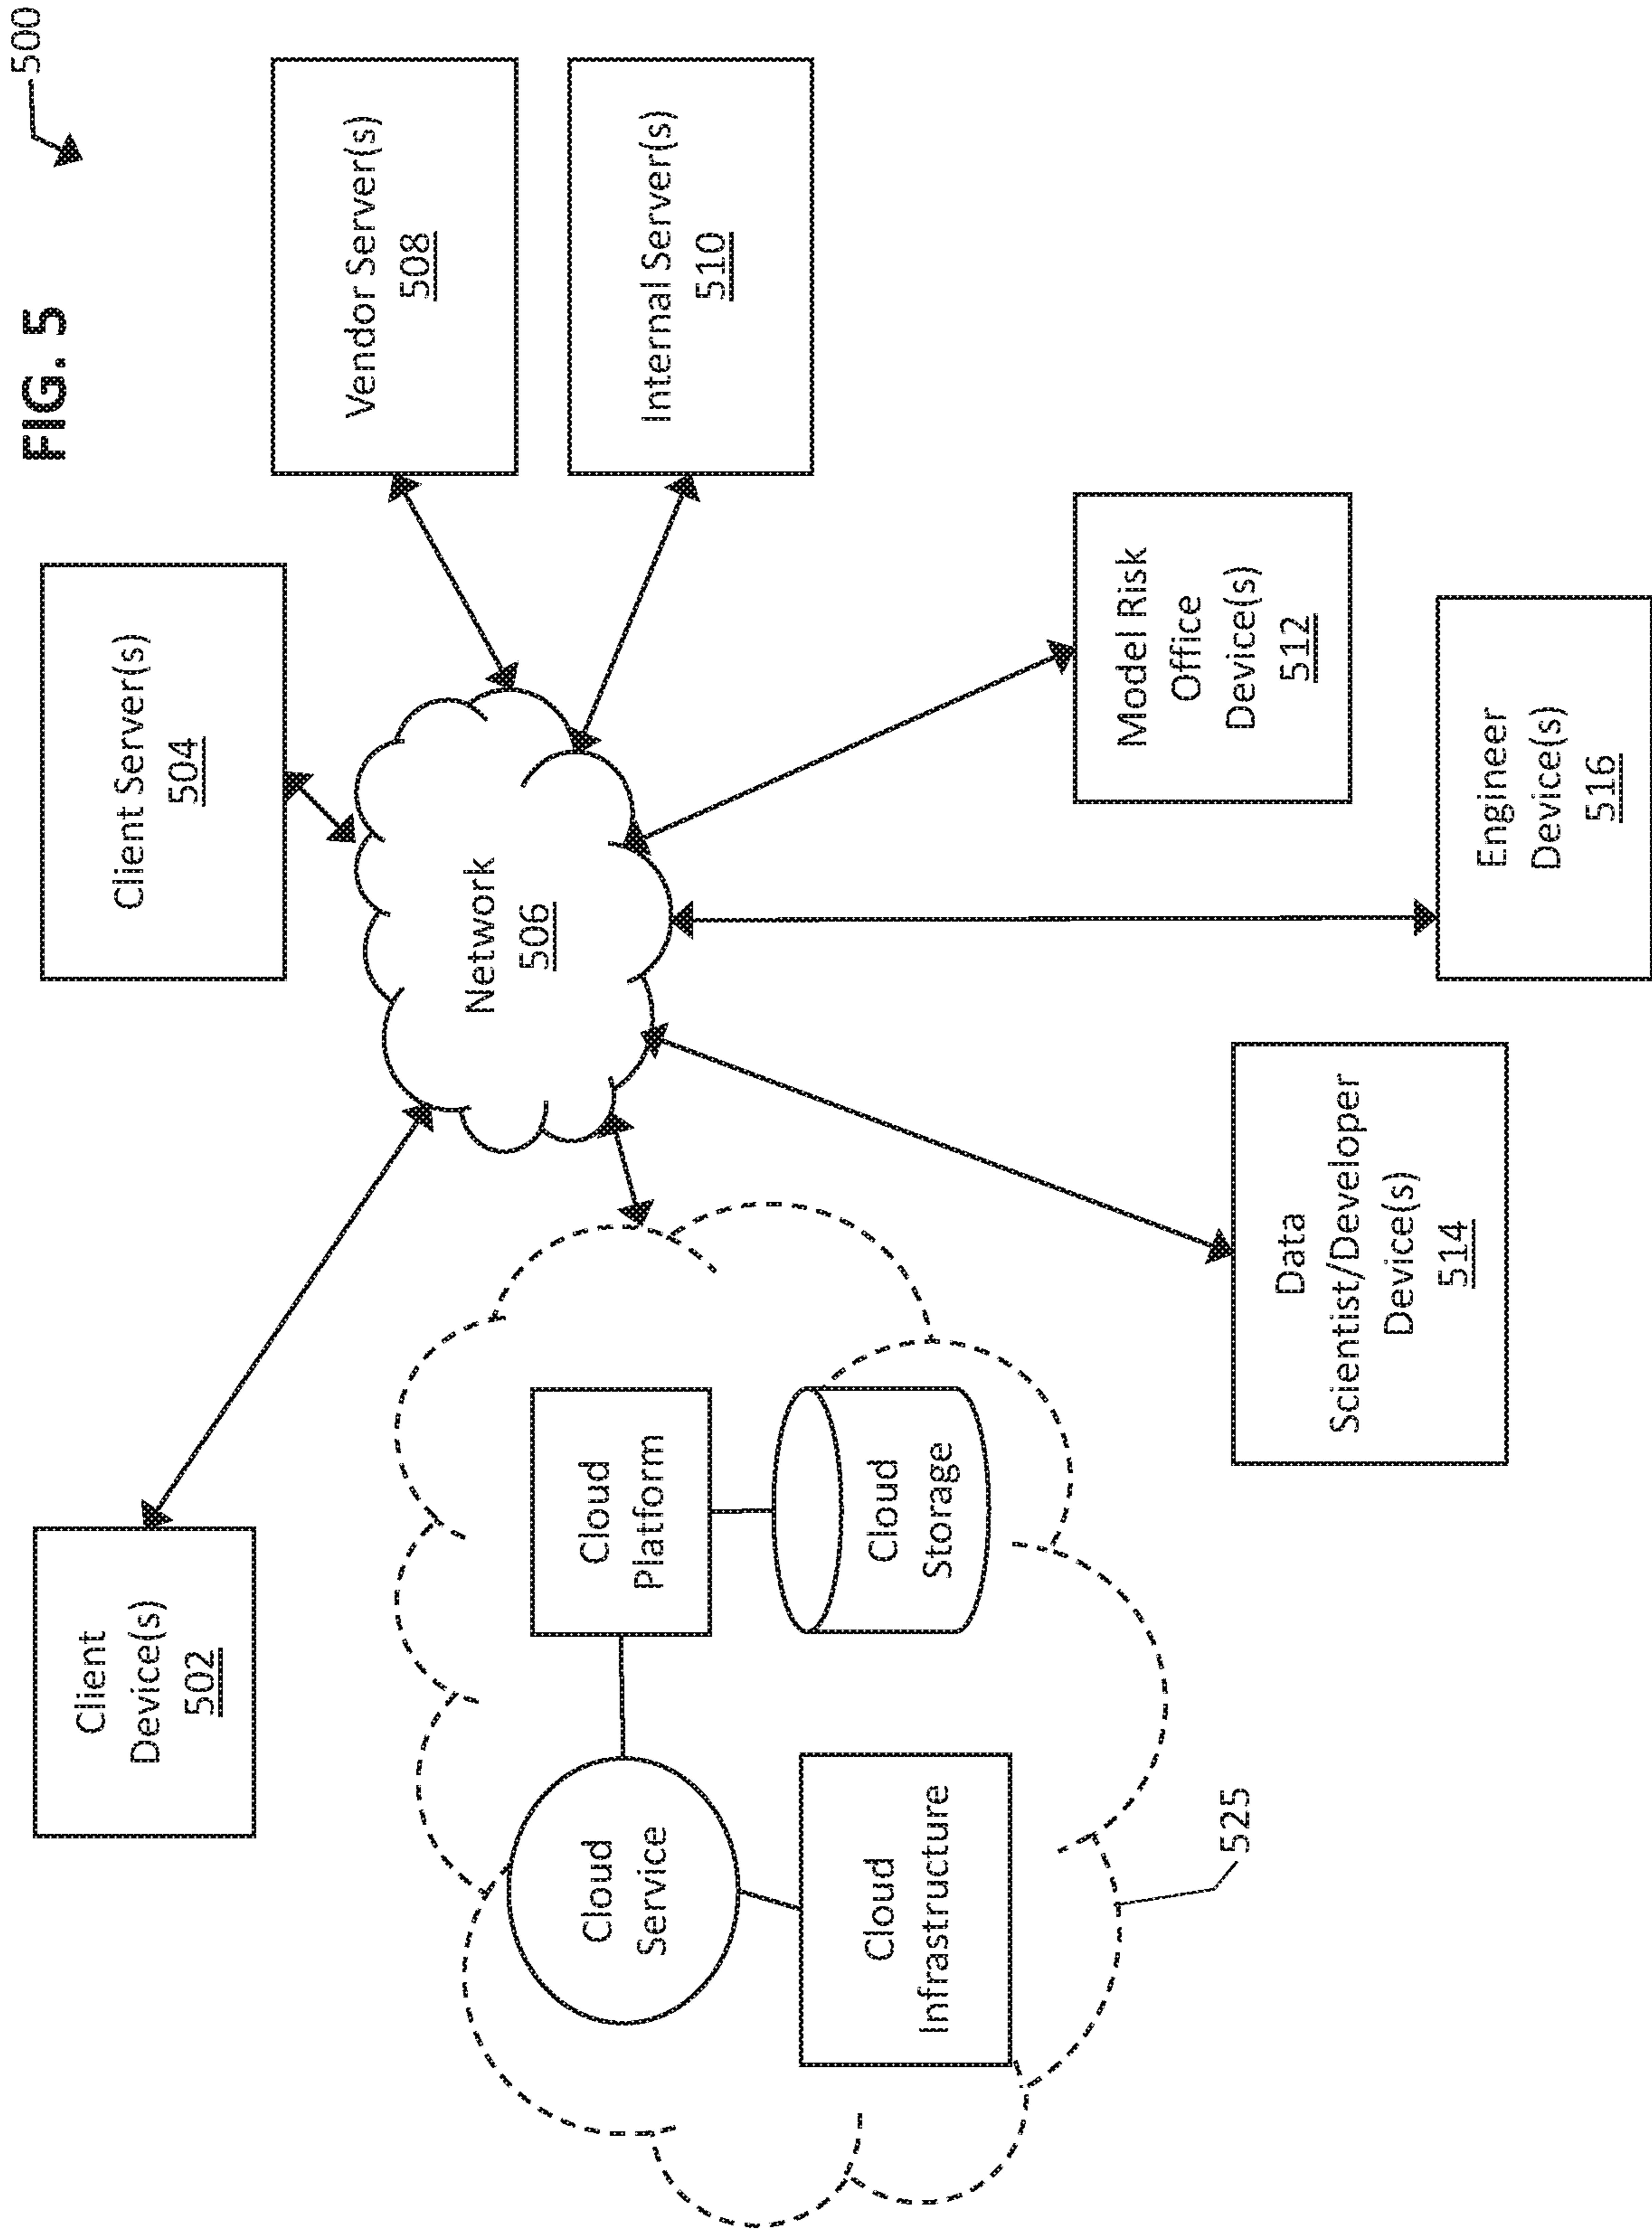 FIG. 5
500
Client
Device(s)
502
Client Server(s)
504
Vendor Server(s)
508
Internal Server(s)
510
Network
506
Cloud
Service
Cloud
Platform
Cloud
Infrastructure
Cloud
Storage
525
Data
Scientist/Developer
Device(s)
514
Model Risk
Office
Device(s)
512
Engineer
Device(s)
516